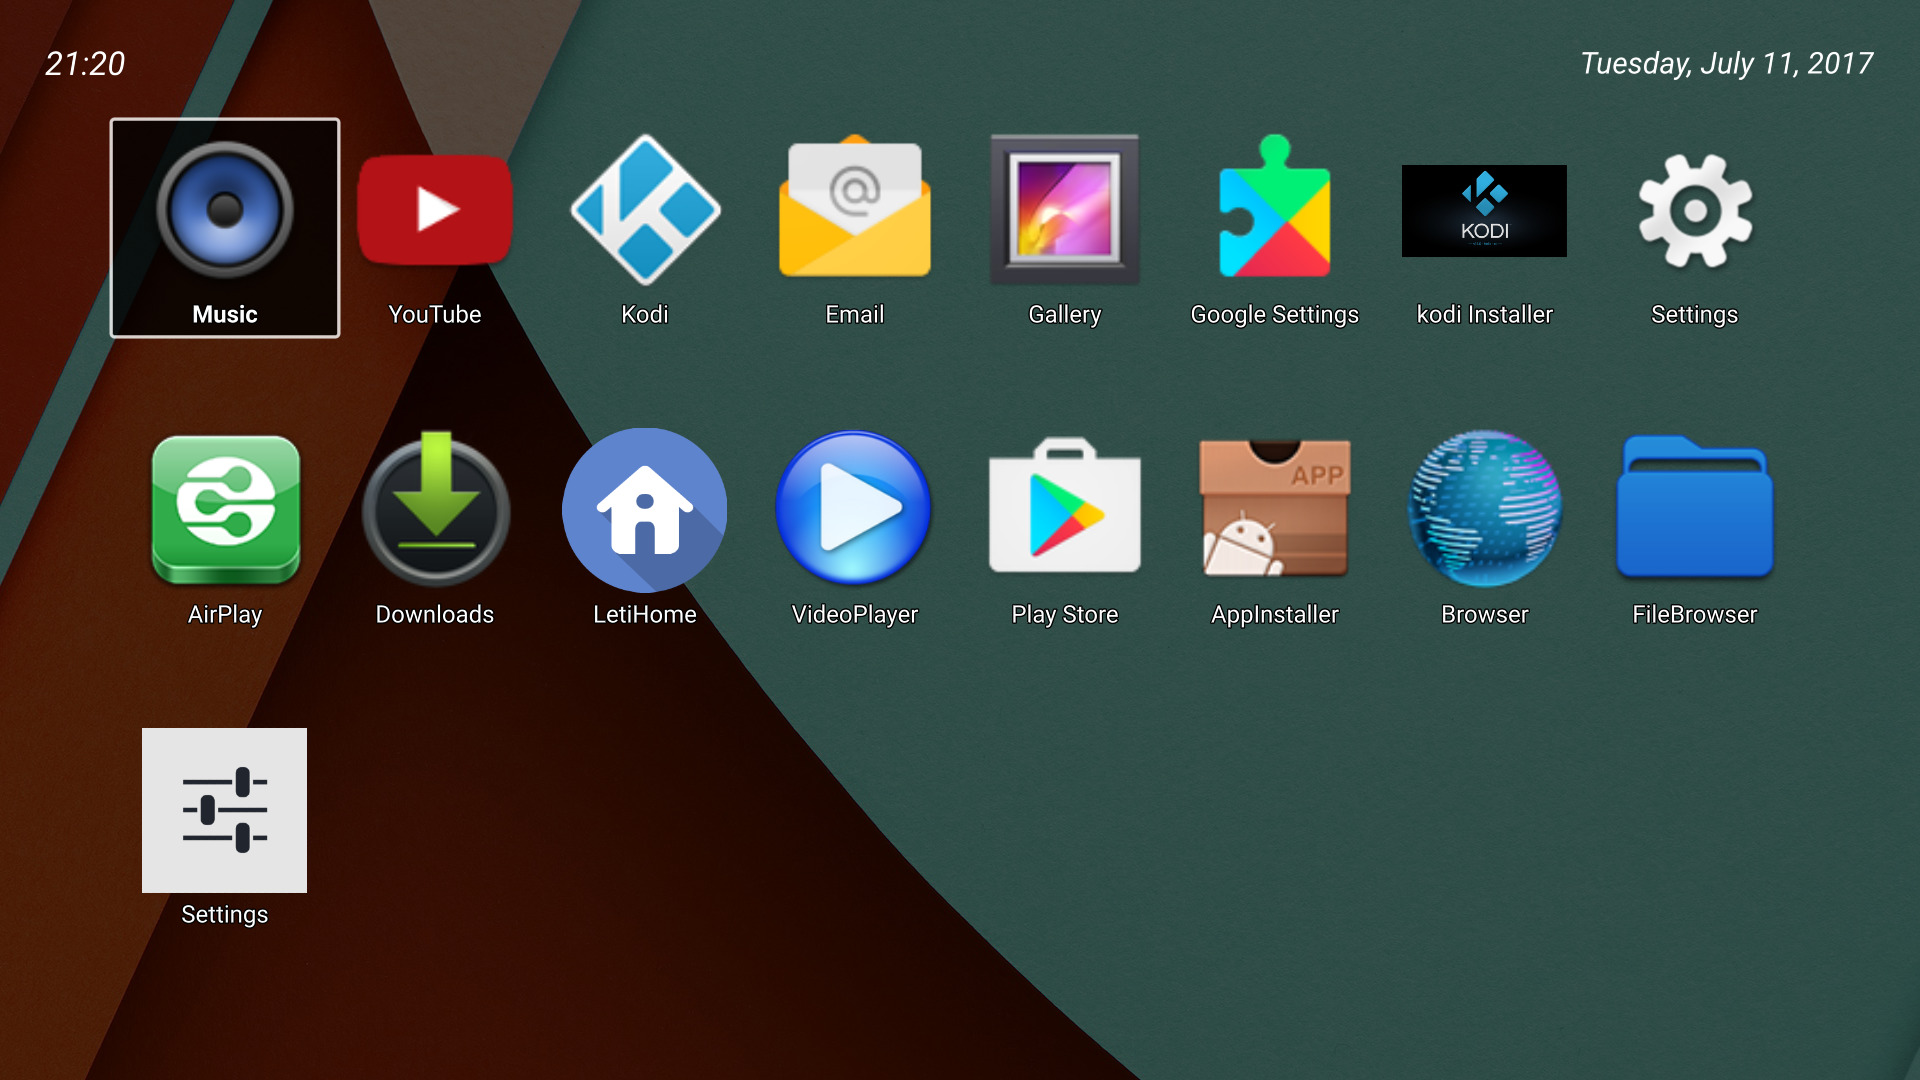 21:20
Tuesday, July 11, 2017
Music
YouTube
Kodi
@
Email
Gallery
Google Settings
KODI
kodi Installer
Settings
AirPlay
Downloads
LetiHome
VideoPlayer
Play Store
APP
AppInstaller
Browser
FileBrowser
Settings